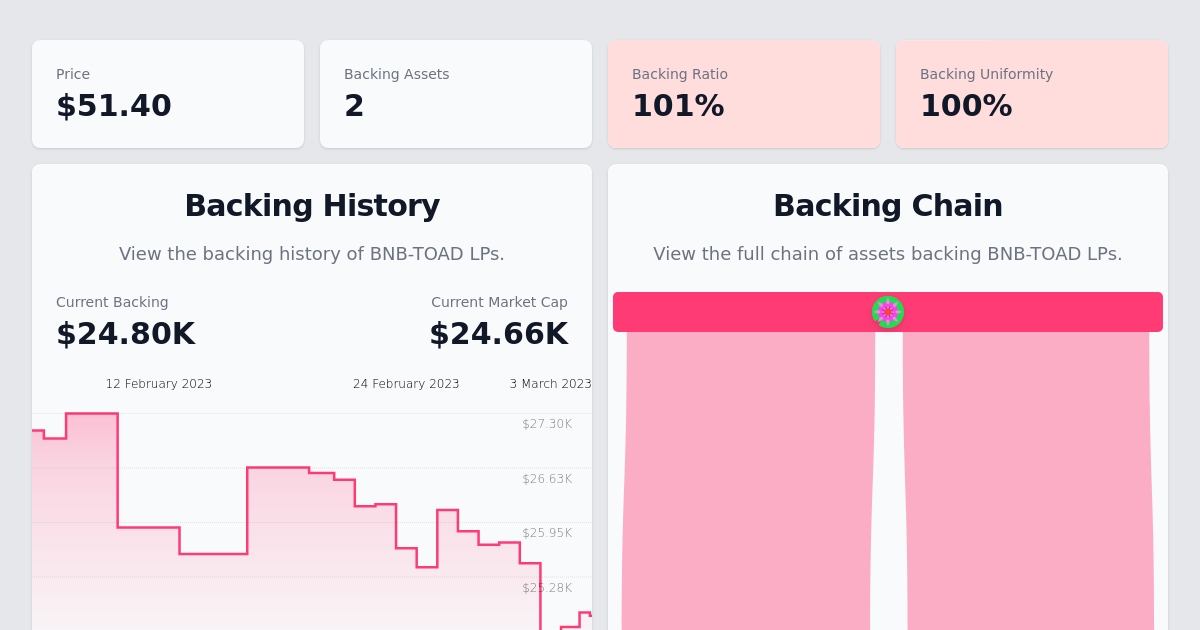 Price
$51.40
Backing Assets
2
Backing Ratio
101%
Backing Uniformity
100%
Backing History
View the backing history of BNB-TOAD LPs.
Current Backing
$24.80K
Current Market Cap
$24.66K
12 February 2023
24 February 2023
3 March 2023
$27.30K
$26.63K
$25.95K
$25.28K
Backing Chain
View the full chain of assets backing BNB-TOAD LPs.